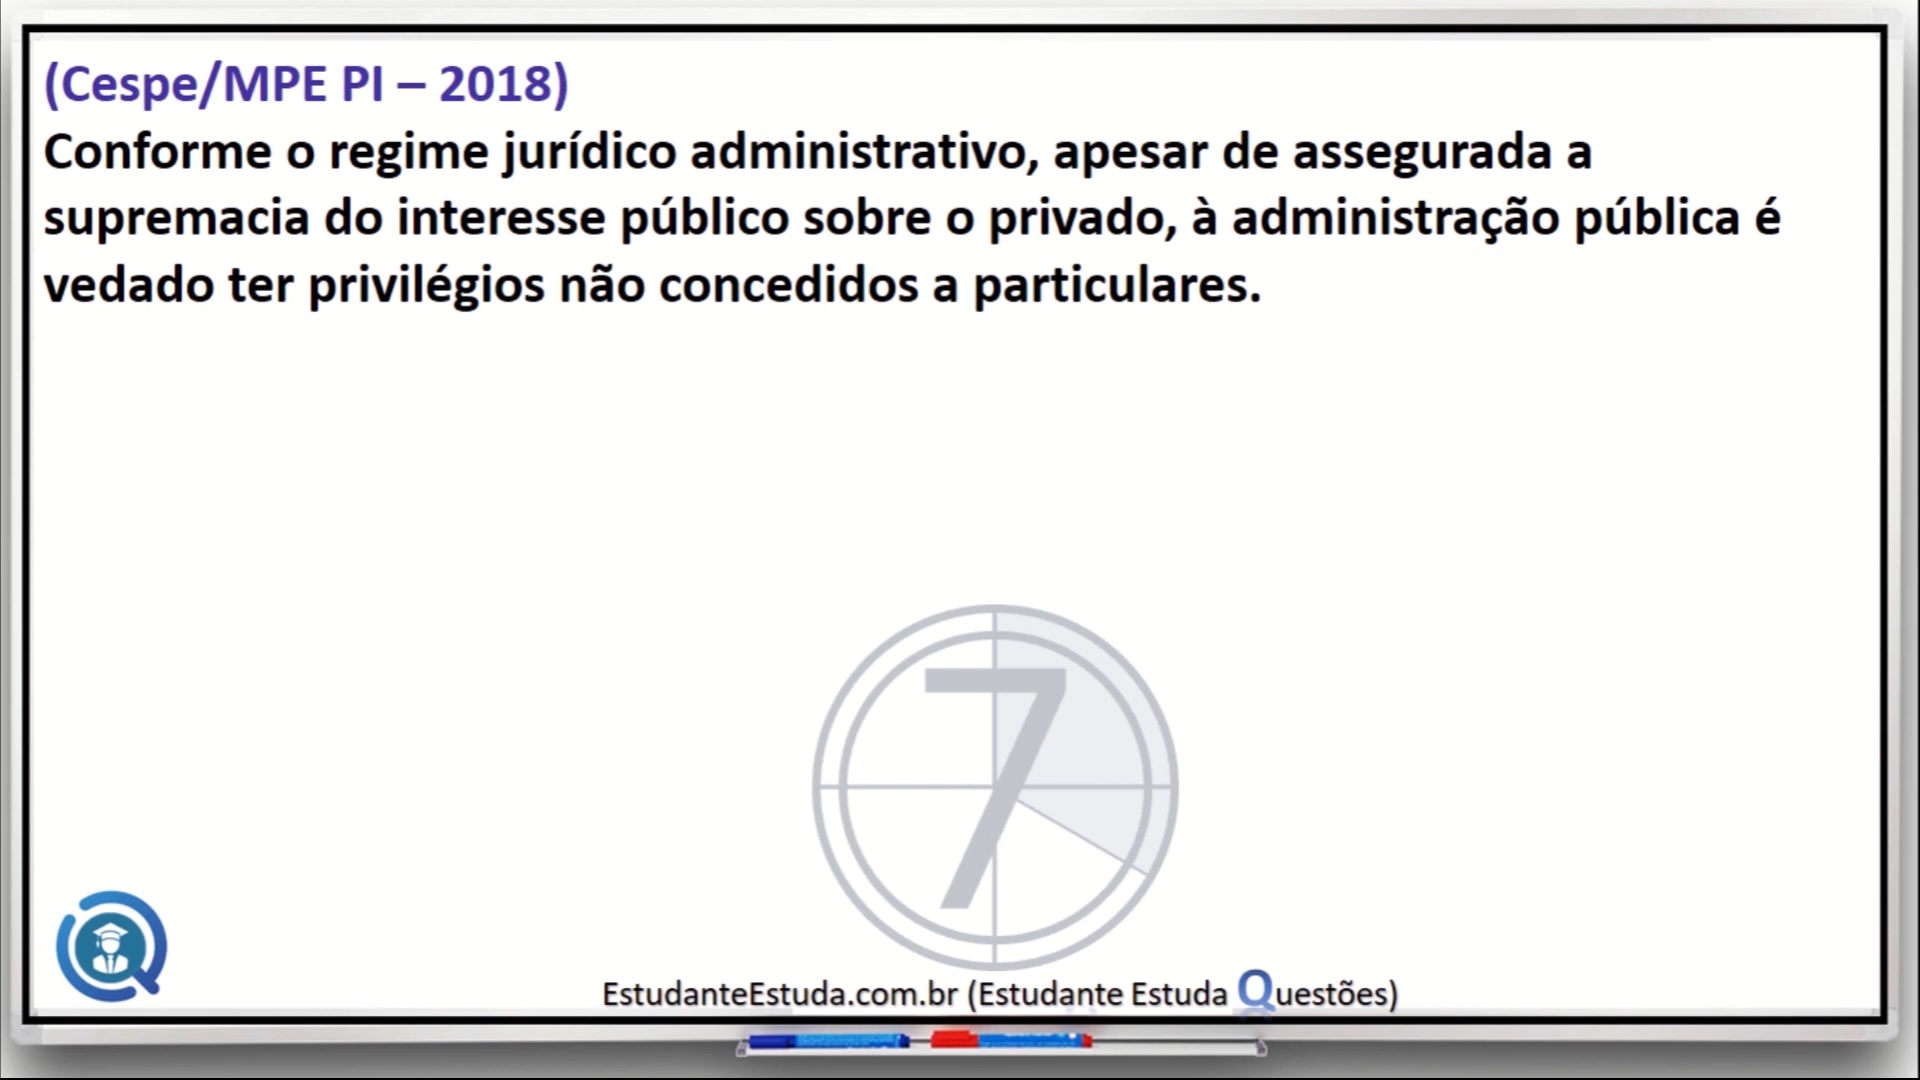 (Cespe/MPE PI – 2018)
Conforme o regime jurídico administrativo, apesar de assegurada a
supremacia do interesse público sobre o privado, à administração pública é
vedado ter privilégios não concedidos a particulares.
7
EstudanteEstuda.com.br (Estudante Estuda Questões)